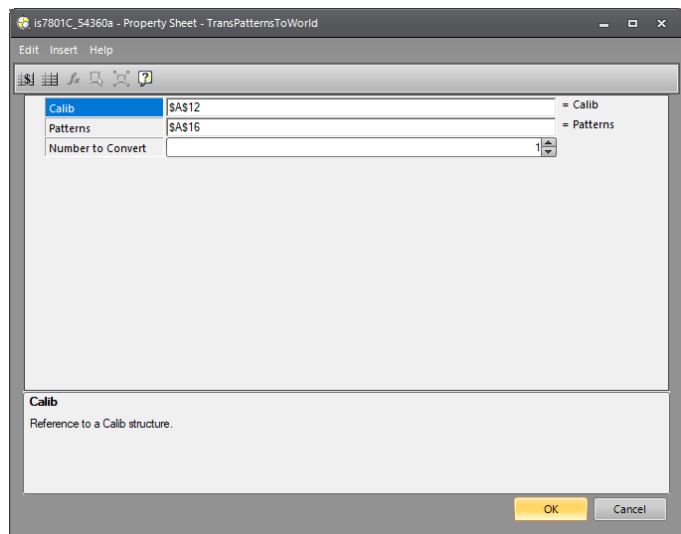 is7801C_54360a - Property Sheet - TransPatternsToWorld
Edit Insert Help
Calib $A$12 = Calib
Patterns $A$16 = Patterns
Number to Convert 1
Calib
Reference to a Calib structure.
OK Cancel